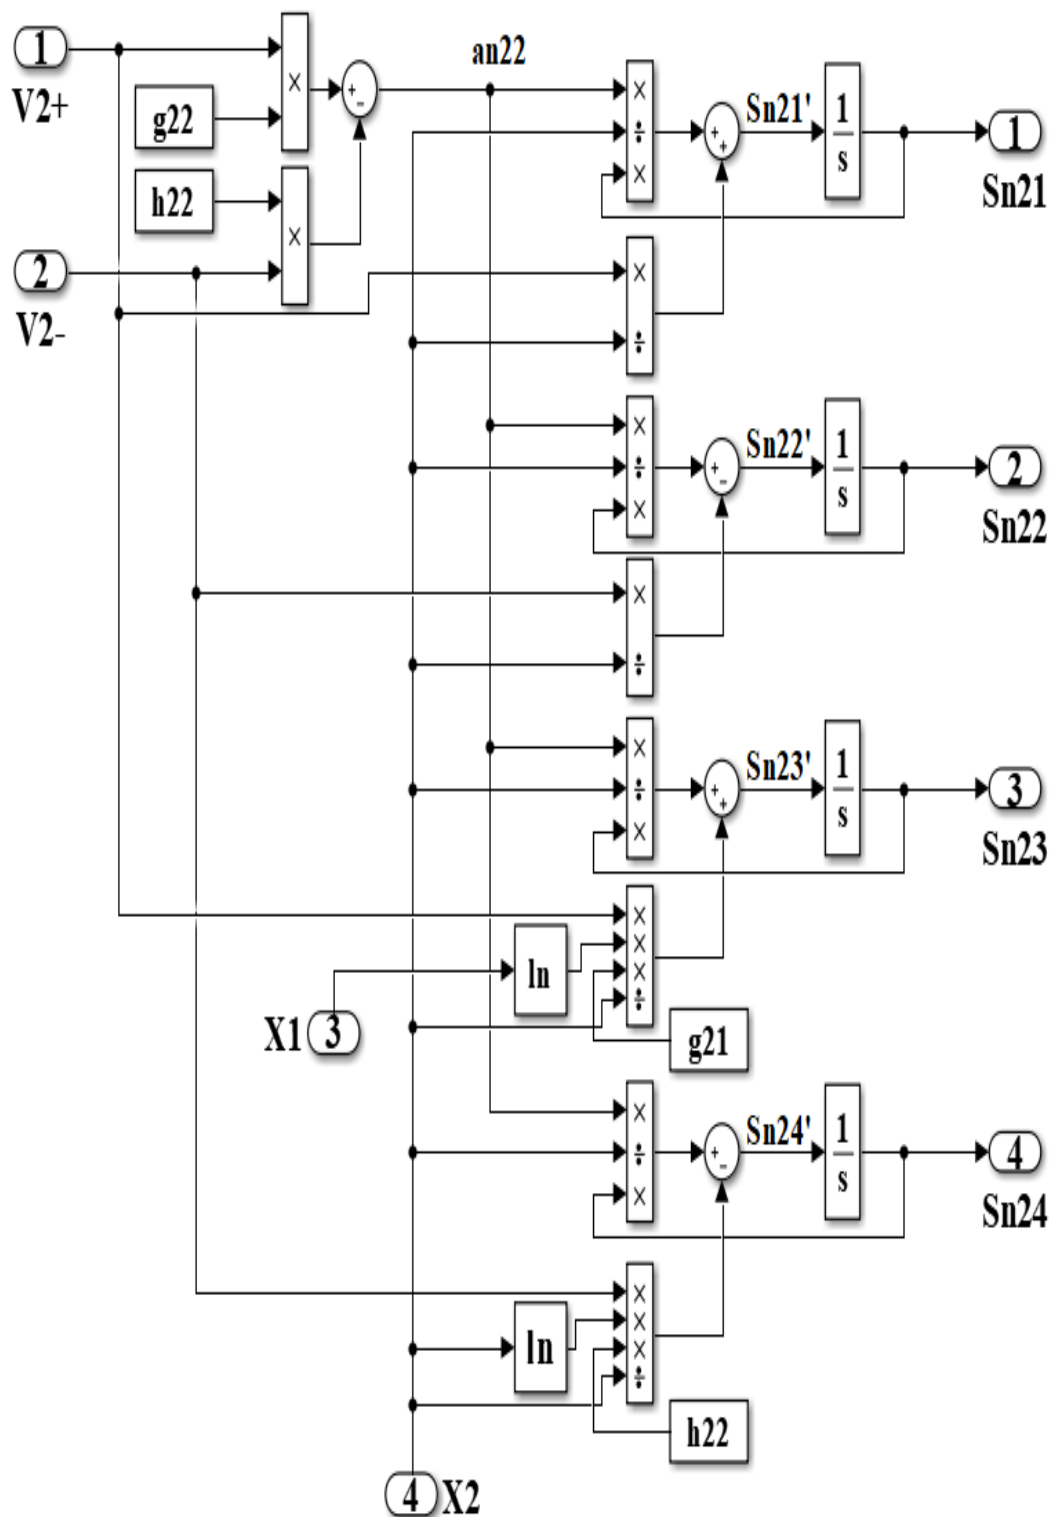 1
V2+
g22
×
+
−
an22
×
÷
×
+
+
Sn21'
1
s
1
Sn21
h22
×
2
V2-
×
÷
×
÷
×
+
−
Sn22'
1
s
2
Sn22
×
÷
×
÷
×
+
+
Sn23'
1
s
3
Sn23
×
×
×
÷
ln
X1
3
g21
×
÷
×
+
−
Sn24'
1
s
4
Sn24
×
×
×
÷
ln
h22
4
X2